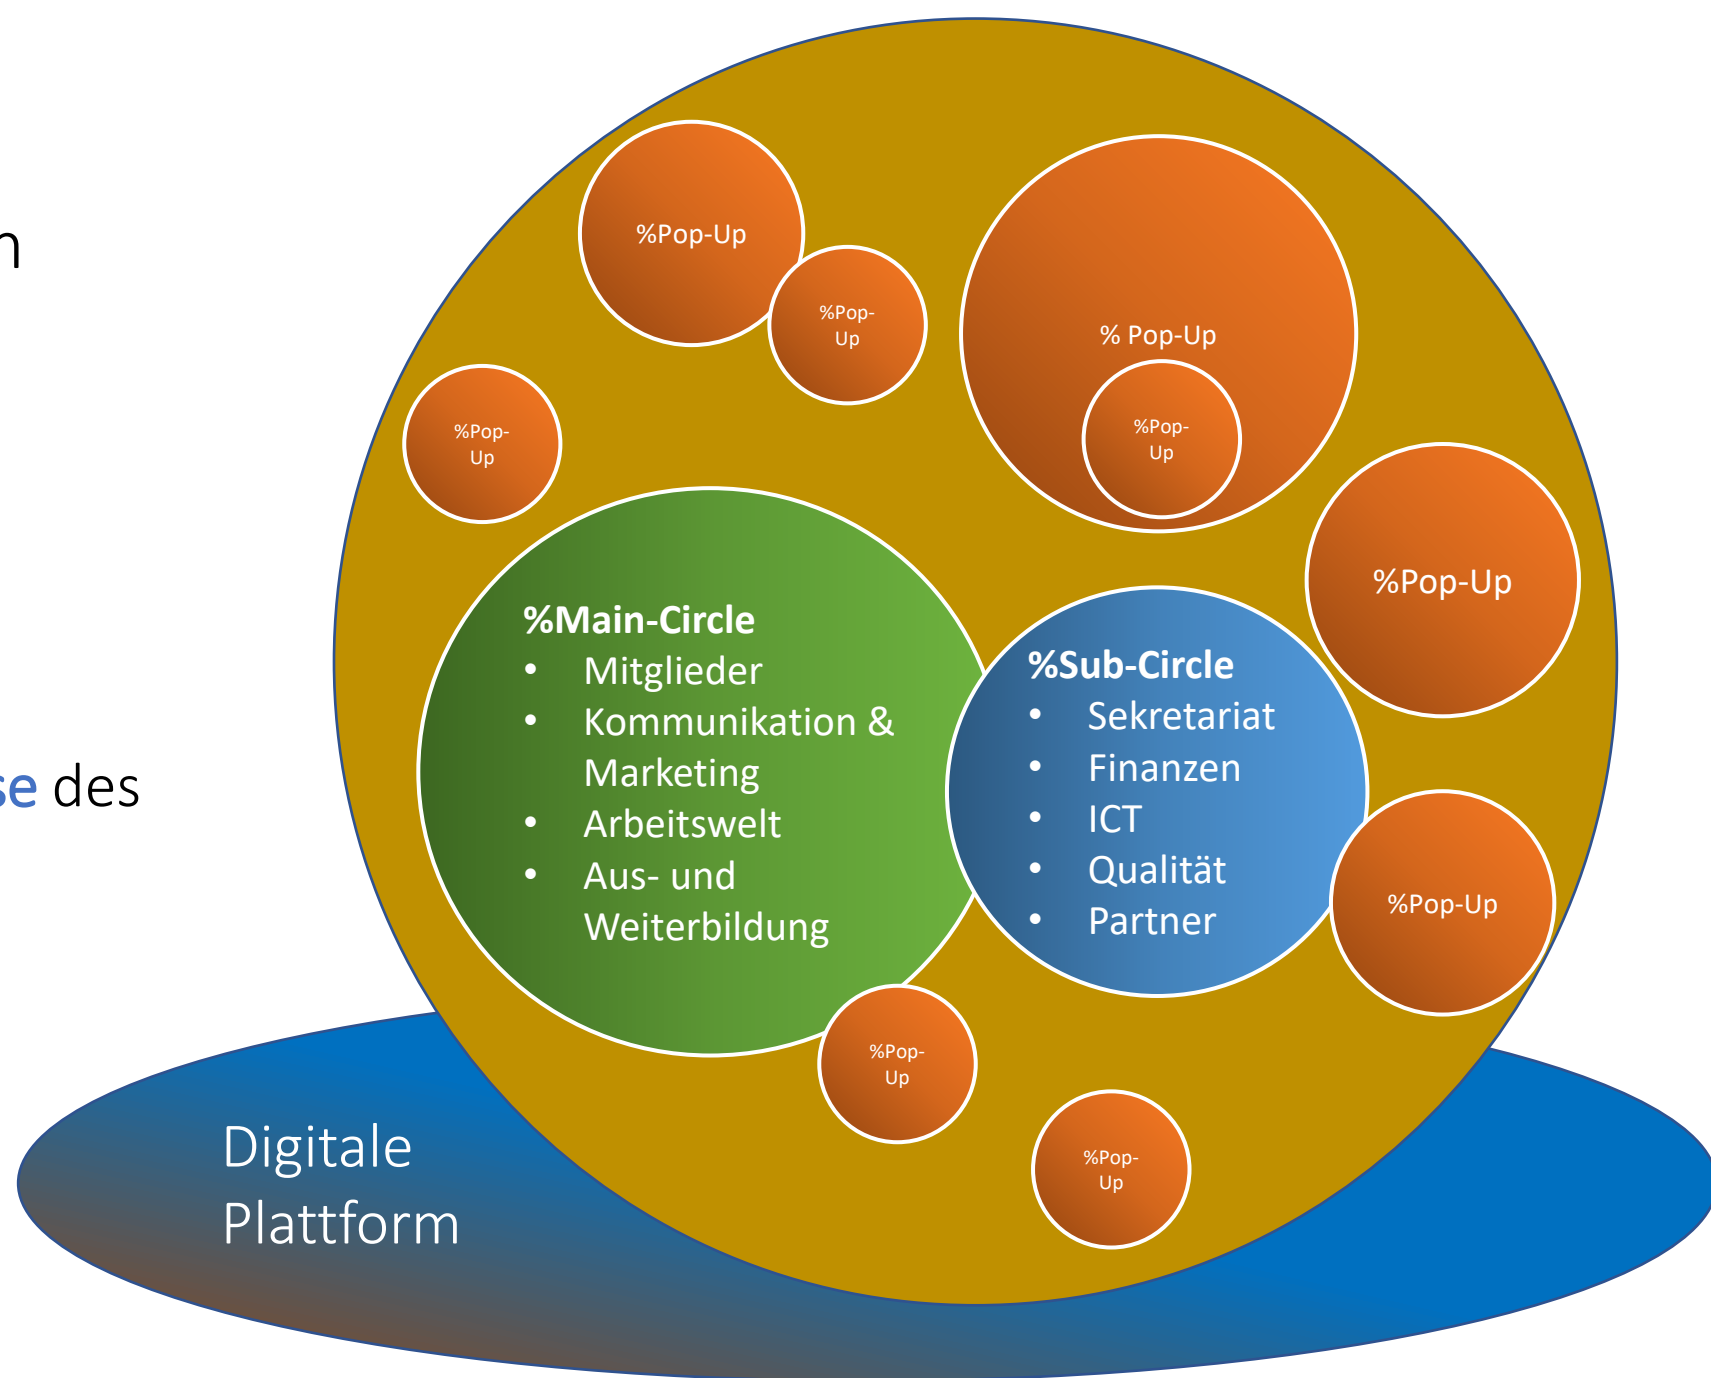 n
%Pop-Up
%Pop-
Up
% Pop-Up
%Pop-
Up
%Pop-
Up
%Pop-Up
%Main-Circle
• Mitglieder
• Kommunikation &
Marketing
• Arbeitswelt
• Aus- und
Weiterbildung
%Sub-Circle
• Sekretariat
• Finanzen
• ICT
• Qualität
• Partner
se des
%Pop-Up
%Pop-
Up
%Pop-
Up
Digitale
Plattform